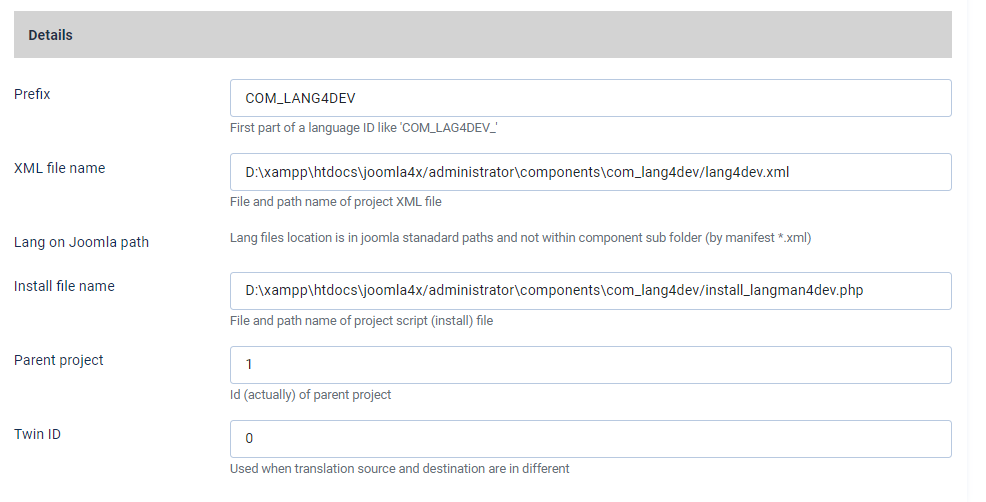 Details
Prefix
COM_LANG4DEV
First part of a language ID like 'COM_LAG4DEV_'
XML file name
D:\xampp\htdocs\joomla4x/administrator\components\com_lang4dev/lang4dev.xml
File and path name of project XML file
Lang on Joomla path
Lang files location is in joomla stanadard paths and not within component sub folder (by manifest *.xml)
Install file name
D:\xampp\htdocs\joomla4x/administrator\components\com_lang4dev/install_langman4dev.php
File and path name of project script (install) file
Parent project
1
Id (actually) of parent project
Twin ID
0
Used when translation source and destination are in different